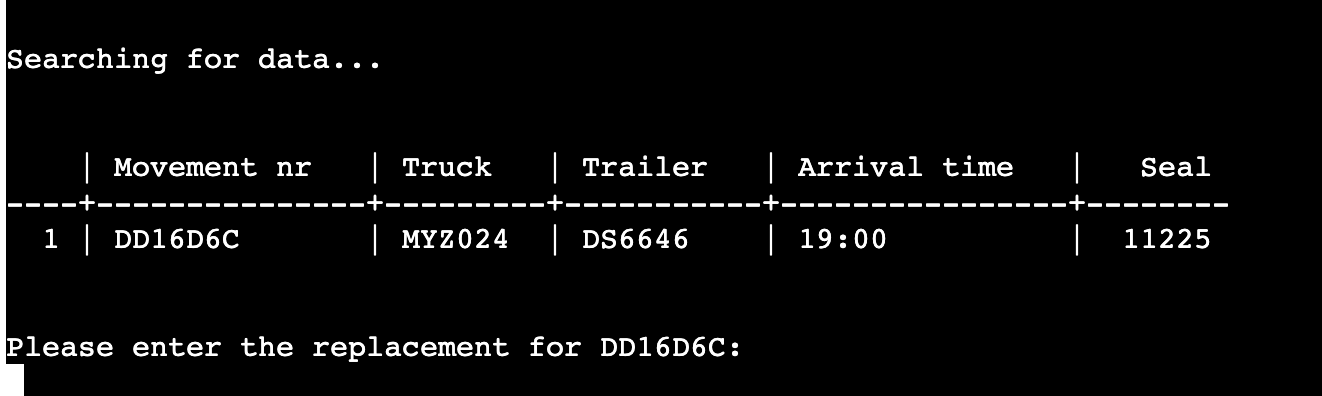 Searching for data...
    | Movement nr   | Truck   | Trailer   | Arrival time   |   Seal
----+---------------+---------+-----------+----------------+--------
  1 | DD16D6C       | MYZ024  | DS6646    | 19:00          |  11225
Please enter the replacement for DD16D6C: